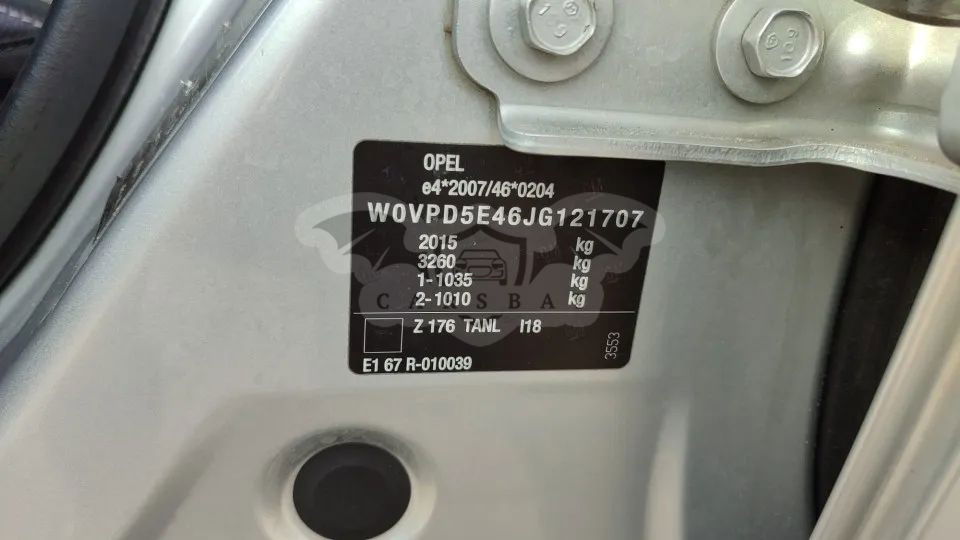 OPEL
e4*2007/46*0204
W0VPD5E46JG121707
2015 kg
3260 kg
1-1035 kg
2-1010 kg
Z 176 TANL I18
3553
E1 67 R-010039
109